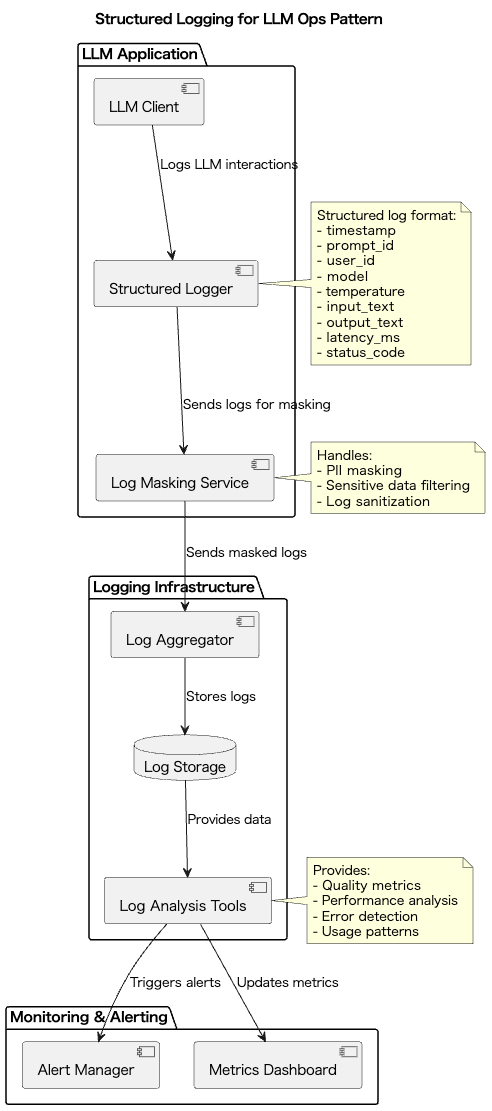 Structured Logging for LLM Ops Pattern
LLM Application
LLM Client
Logs LLM interactions
Structured log format:
- timestamp
- prompt_id
- user_id
- model
- temperature
- input_text
- output_text
- latency_ms
- status_code
Structured Logger
Sends logs for masking
Handles:
- PII masking
- Sensitive data filtering
- Log sanitization
Log Masking Service
Sends masked logs
Logging Infrastructure
Log Aggregator
Stores logs
Log Storage
Provides data
Provides:
- Quality metrics
- Performance analysis
- Error detection
- Usage patterns
Log Analysis Tools
Triggers alerts
Updates metrics
Monitoring & Alerting
Alert Manager
Metrics Dashboard